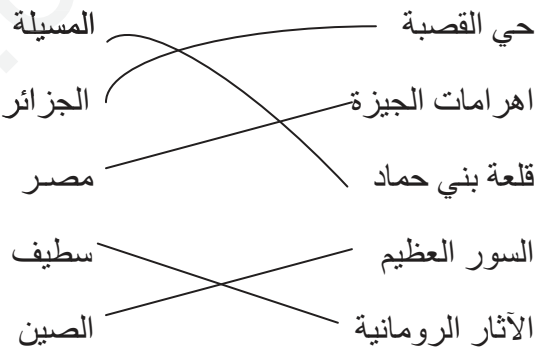 حي القصبة المسيلة
اهرامات الجيزة الجزائر
قلعة بني حماد مصر
السور العظيم سطيف
الآثار الرومانية الصين